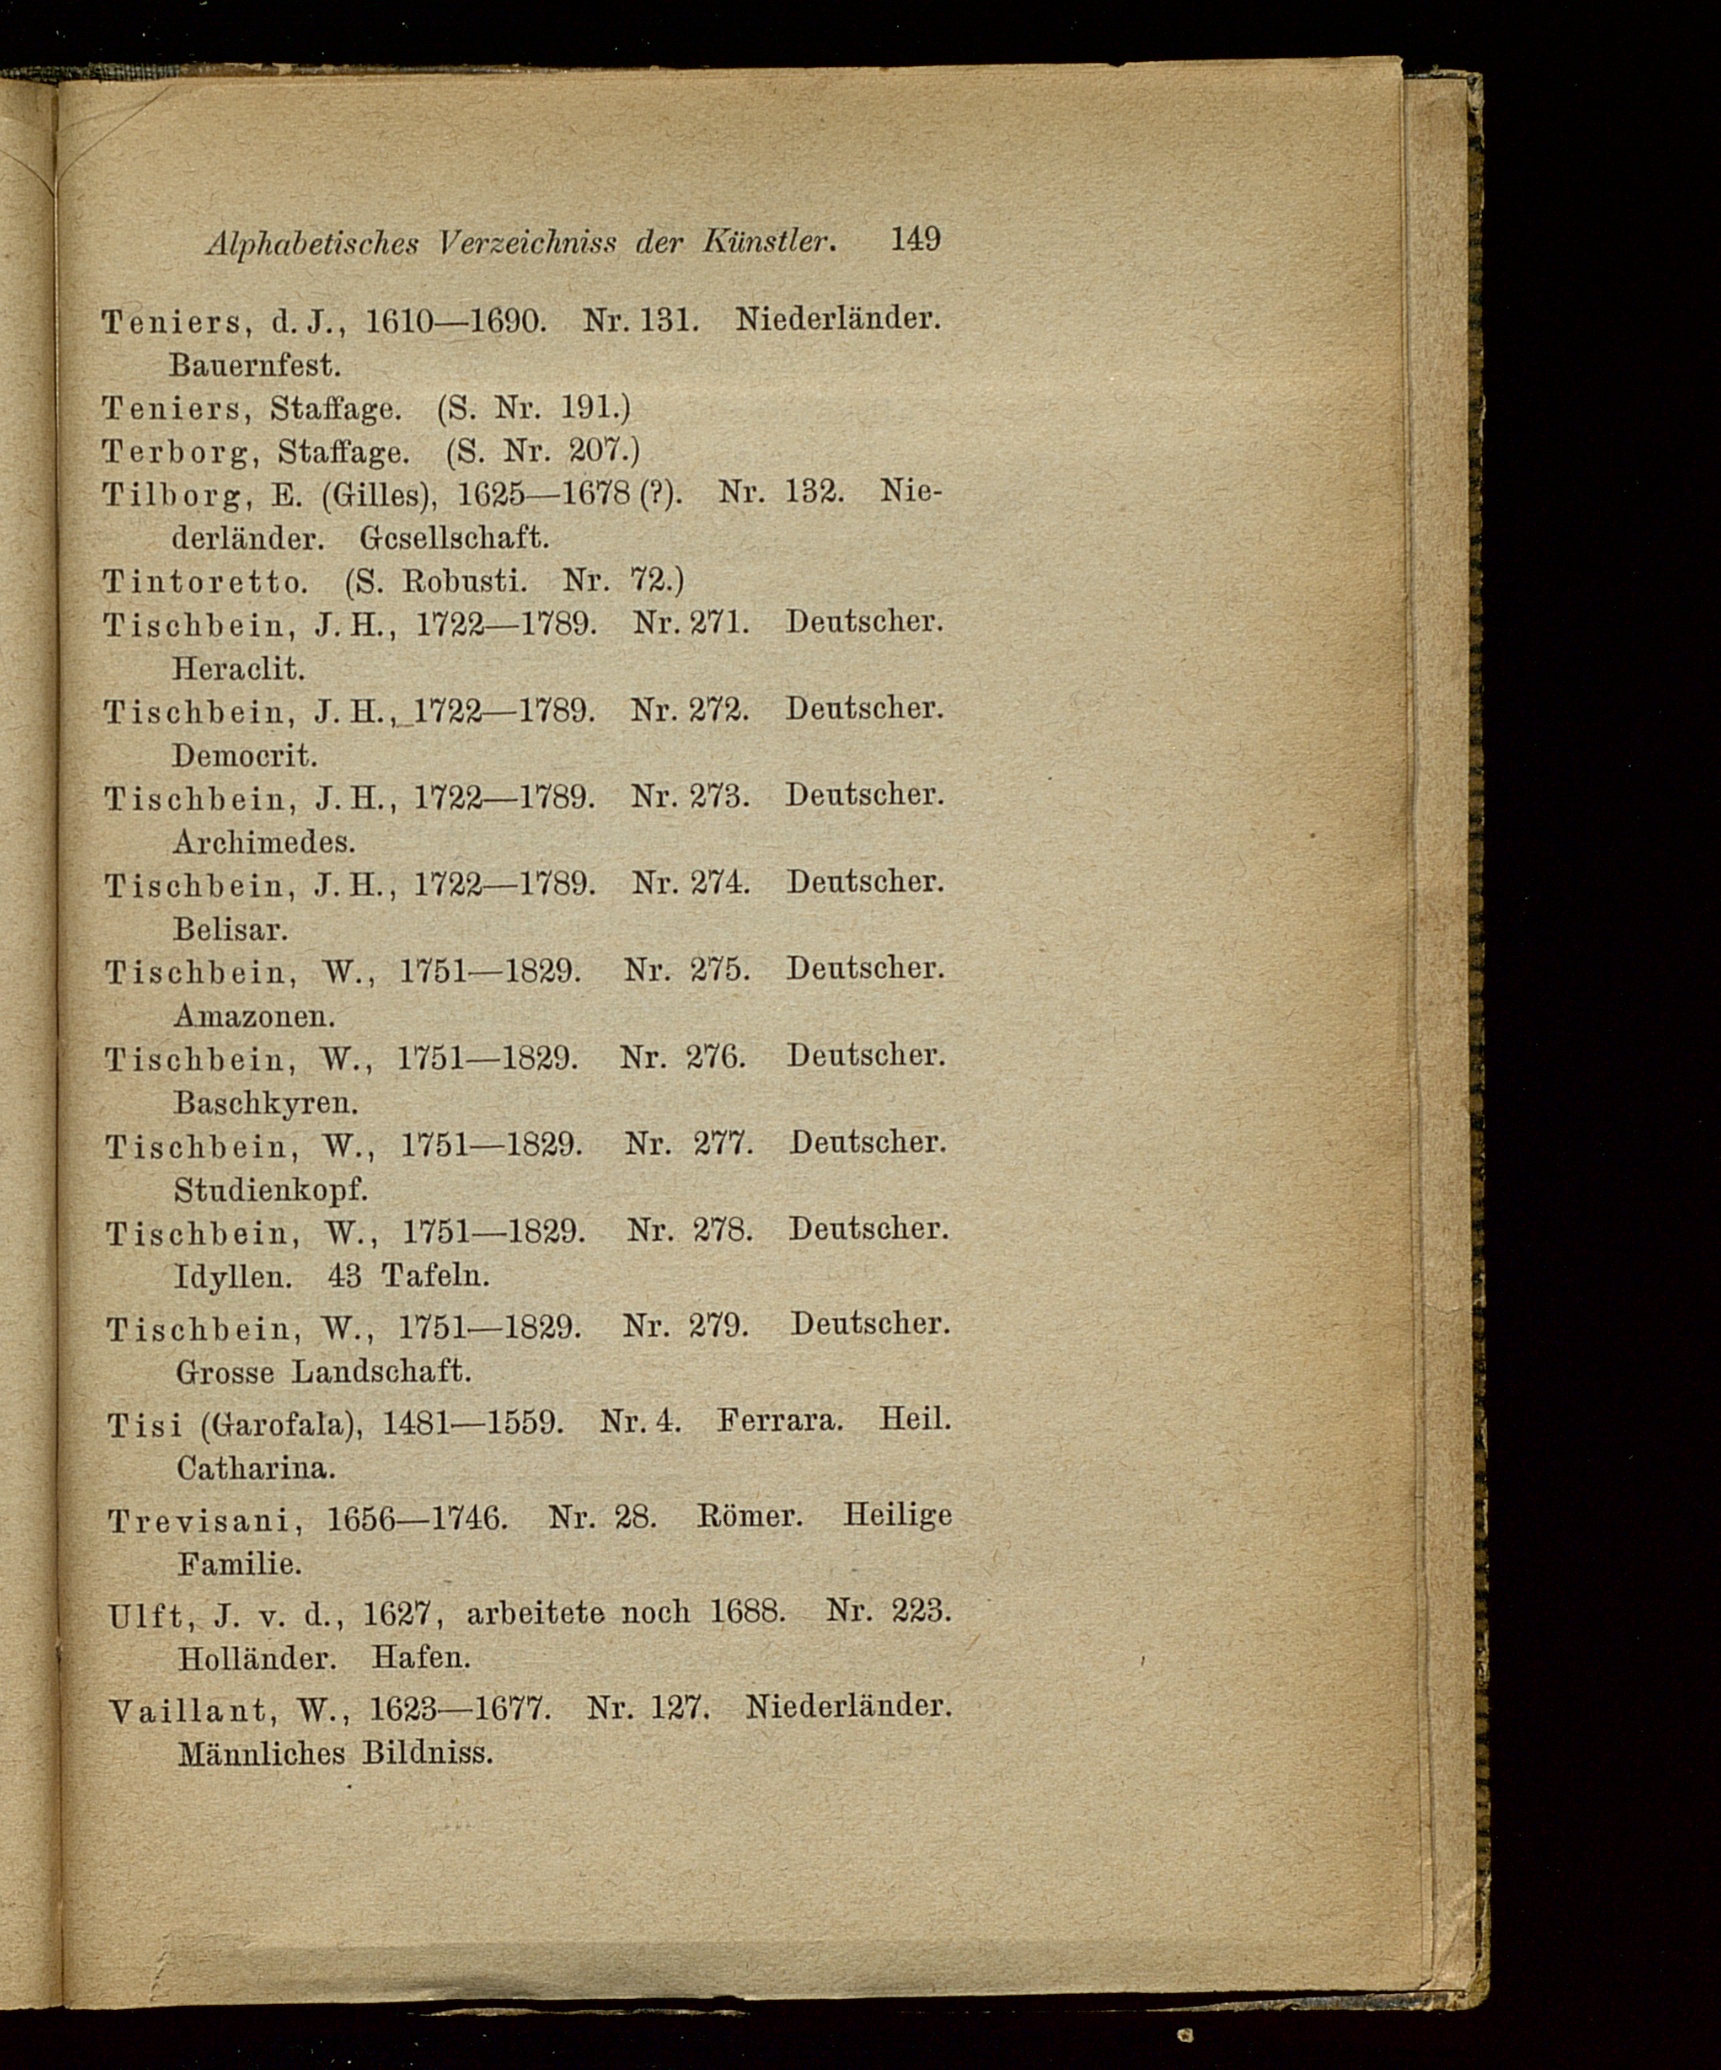 Alphabetisches Verzeichniss der Künstler. 149
Teniers, d. J., 1610—1690. Nr. 131. Niederländer.
Bauernfest.
Teniers, Staffage. (S. Nr. 191.)
Terborg, Staffage. (S. Nr. 207.)
Tilborg, E. (Gilles), 1625—1678 (?). Nr. 132. Nie-
derländer. Gesellschaft.
Tintoretto. (S. Robusti. Nr. 72.)
Tischbein, J. H., 1722—1789. Nr. 271. Deutscher.
Heraclit.
Tischbein, J. H., 1722—1789. Nr. 272. Deutscher.
Democrit.
Tischbein, J. H., 1722—1789. Nr. 273. Deutscher.
Archimedes.
Tischbein, J. H., 1722—1789. Nr. 274. Deutscher.
Belisar.
Tischbein, W., 1751—1829. Nr. 275. Deutscher.
Amazonen.
Tischbein, W., 1751—1829. Nr. 276. Deutscher.
Baschkyren.
Tischbein, W., 1751—1829. Nr. 277. Deutscher.
Studienkopf.
Tischbein, W., 1751—1829. Nr. 278. Deutscher.
Idyllen. 43 Tafeln.
Tischbein, W., 1751—1829. Nr. 279. Deutscher.
Grosse Landschaft.
Tisi (Garofala), 1481—1559. Nr. 4. Ferrara. Heil.
Catharina.
Trevisani, 1656—1746. Nr. 28. Römer. Heilige
Familie.
Ulft, J. v. d., 1627, arbeitete noch 1688. Nr. 223.
Holländer. Hafen.
Vaillant, W., 1623—1677. Nr. 127. Niederländer.
Männliches Bildniss.